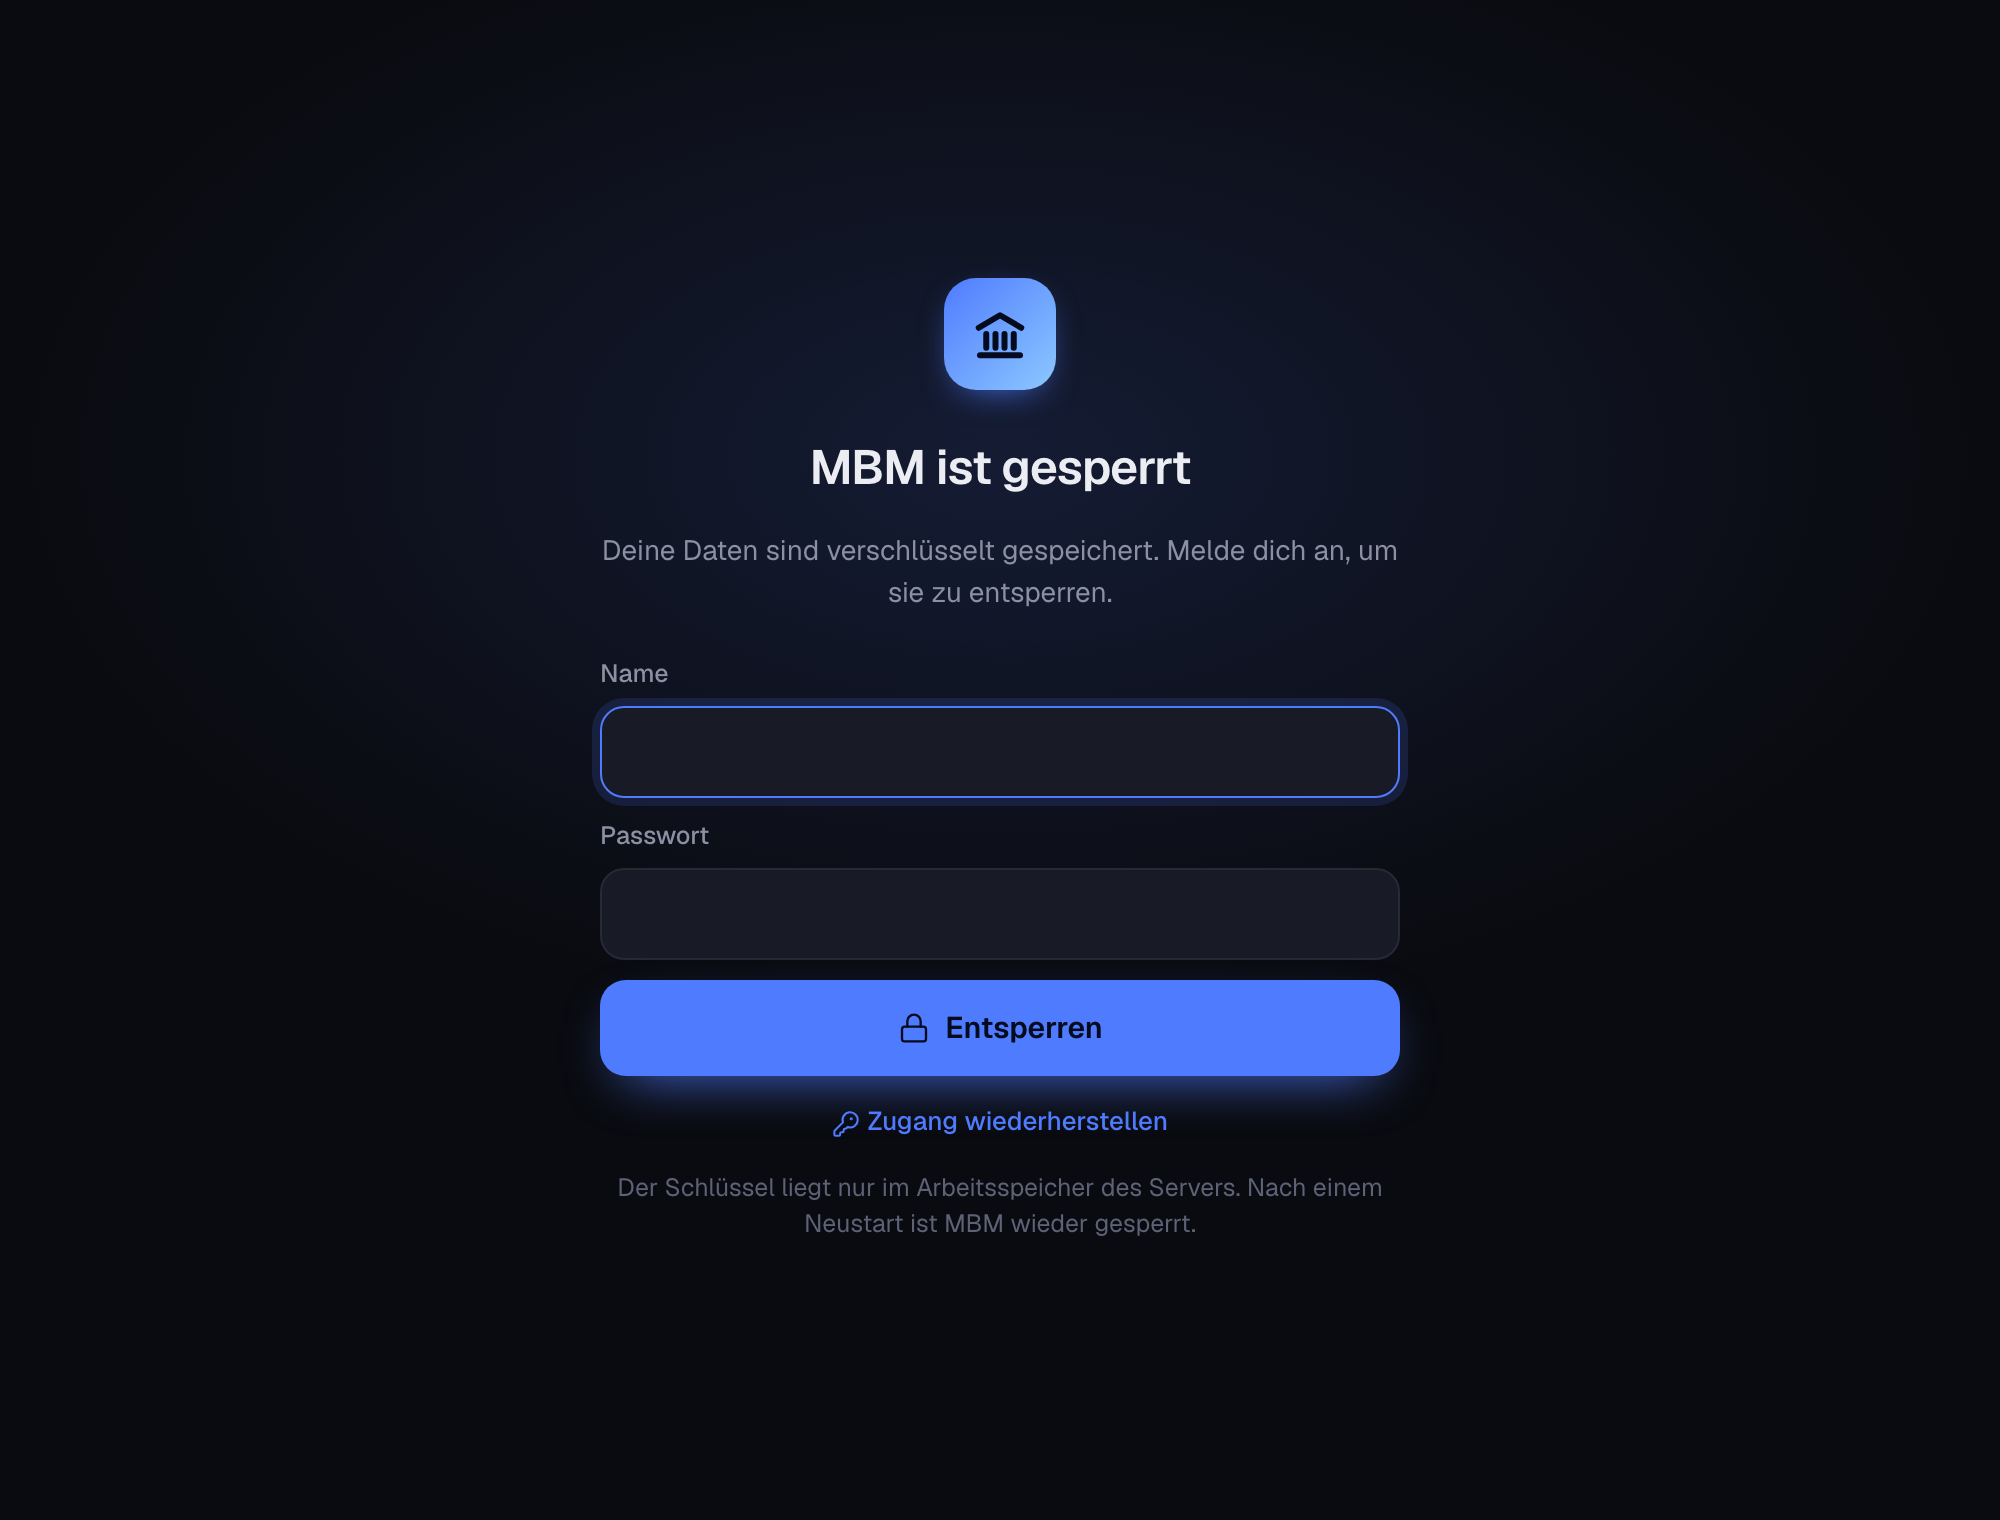 MBM ist gesperrt
Deine Daten sind verschlüsselt gespeichert. Melde dich an, um
sie zu entsperren.
Name
Passwort
Entsperren
Zugang wiederherstellen
Der Schlüssel liegt nur im Arbeitsspeicher des Servers. Nach einem
Neustart ist MBM wieder gesperrt.